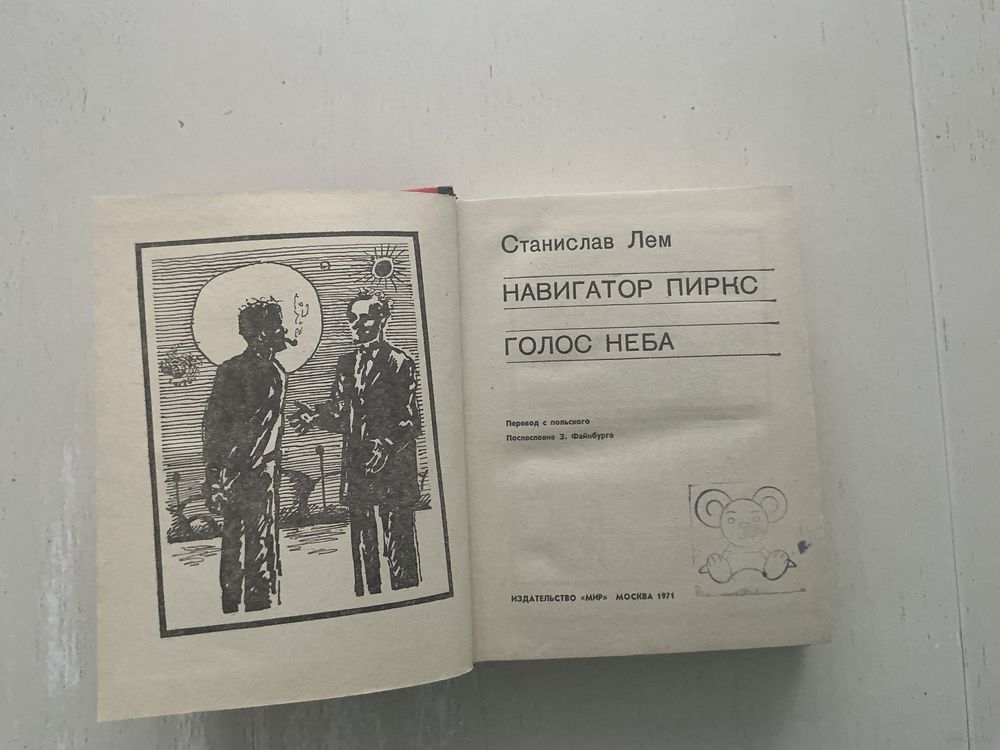 Станислав Лем
НАВИГАТОР ПИРКС
ГОЛОС НЕБА
Перевод с польского
Послесловие З. Файнбурга
ИЗДАТЕЛЬСТВО «МИР» МОСКВА 1971